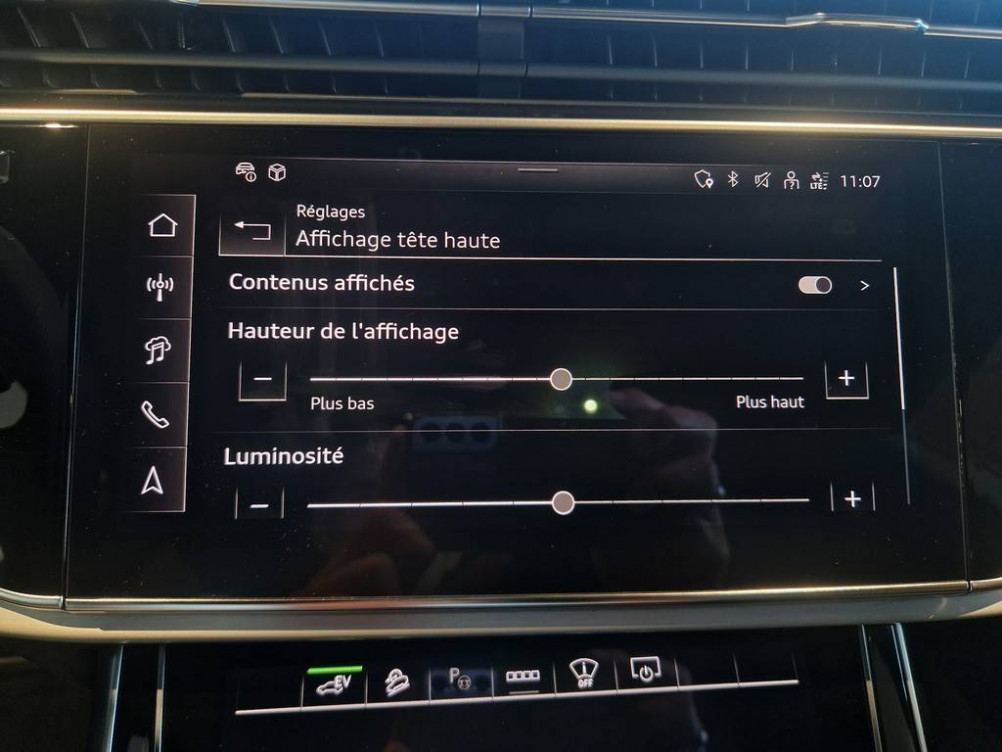 LTE
11:07
Réglages
Affichage tête haute
Contenus affichés
Hauteur de l'affichage
Plus bas
Plus haut
Luminosité
EV
P
OFF